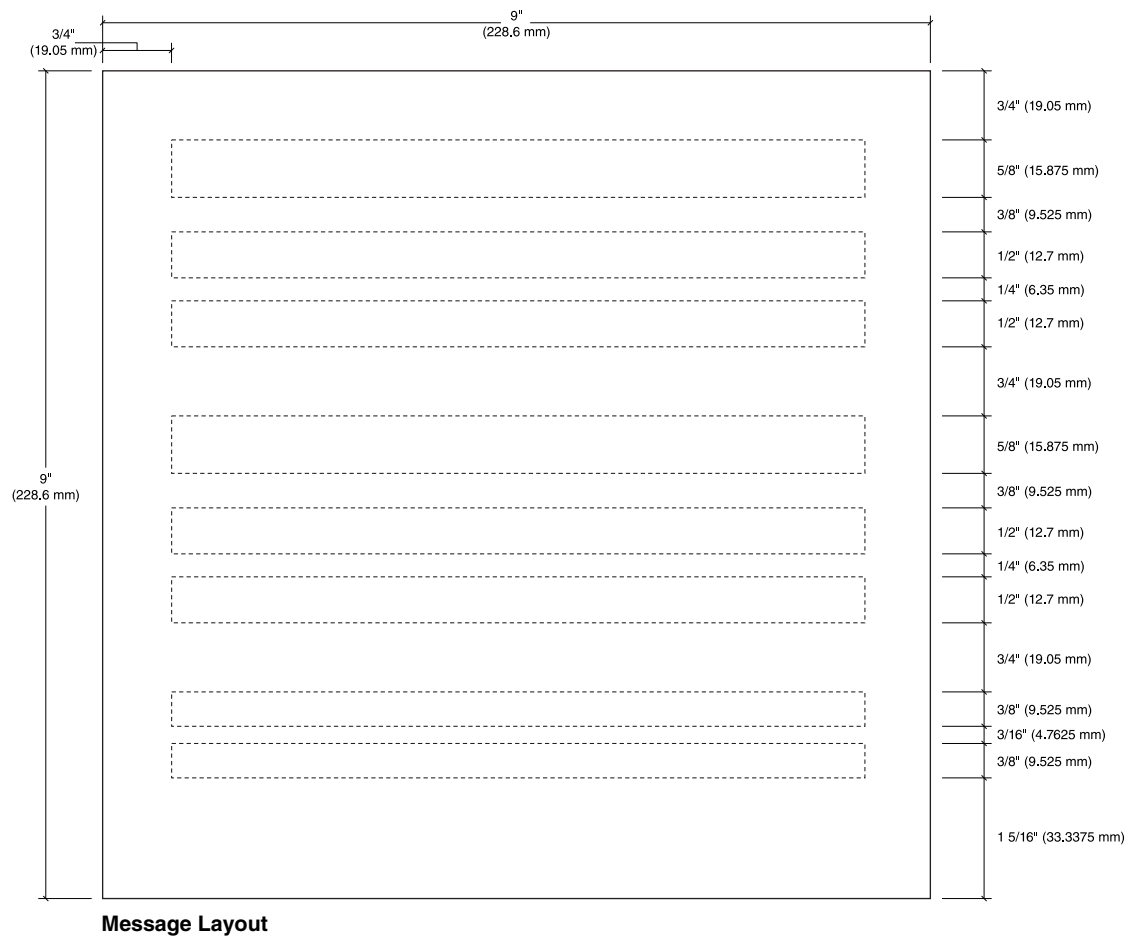 9"
(228.6 mm)
3/4"
(19.05 mm)
3/4" (19.05 mm)
5/8" (15.875 mm)
3/8" (9.525 mm)
1/2" (12.7 mm)
1/4" (6.35 mm)
1/2" (12.7 mm)
3/4" (19.05 mm)
5/8" (15.875 mm)
9"
(228.6 mm)
3/8" (9.525 mm)
1/2" (12.7 mm)
1/4" (6.35 mm)
1/2" (12.7 mm)
3/4" (19.05 mm)
3/8" (9.525 mm)
3/16" (4.7625 mm)
3/8" (9.525 mm)
1 5/16" (33.3375 mm)
Message Layout